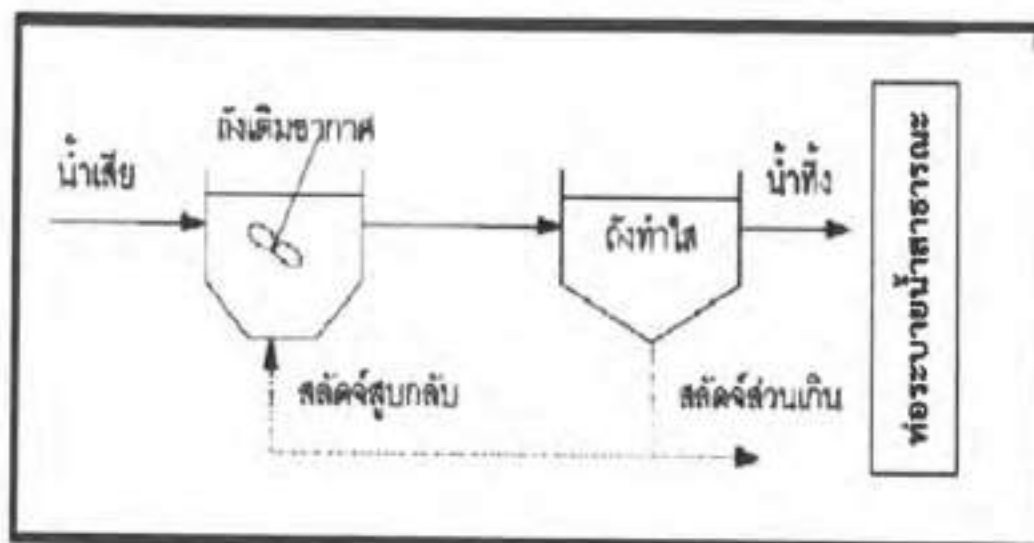 ถังเติมอากาศ
น้ำเสีย
น้ำทิ้ง
ถังทำใส
สลัดจ์สูบกลับ
สลัดจ์ส่วนเกิน
ท่อระบายน้ำสาธารณะ